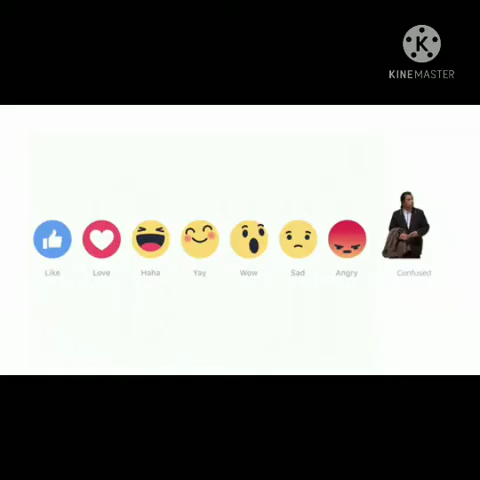 K
KINEMASTER
Like
Love
Haha
Yay
Wow
Sad
Angry
Confused